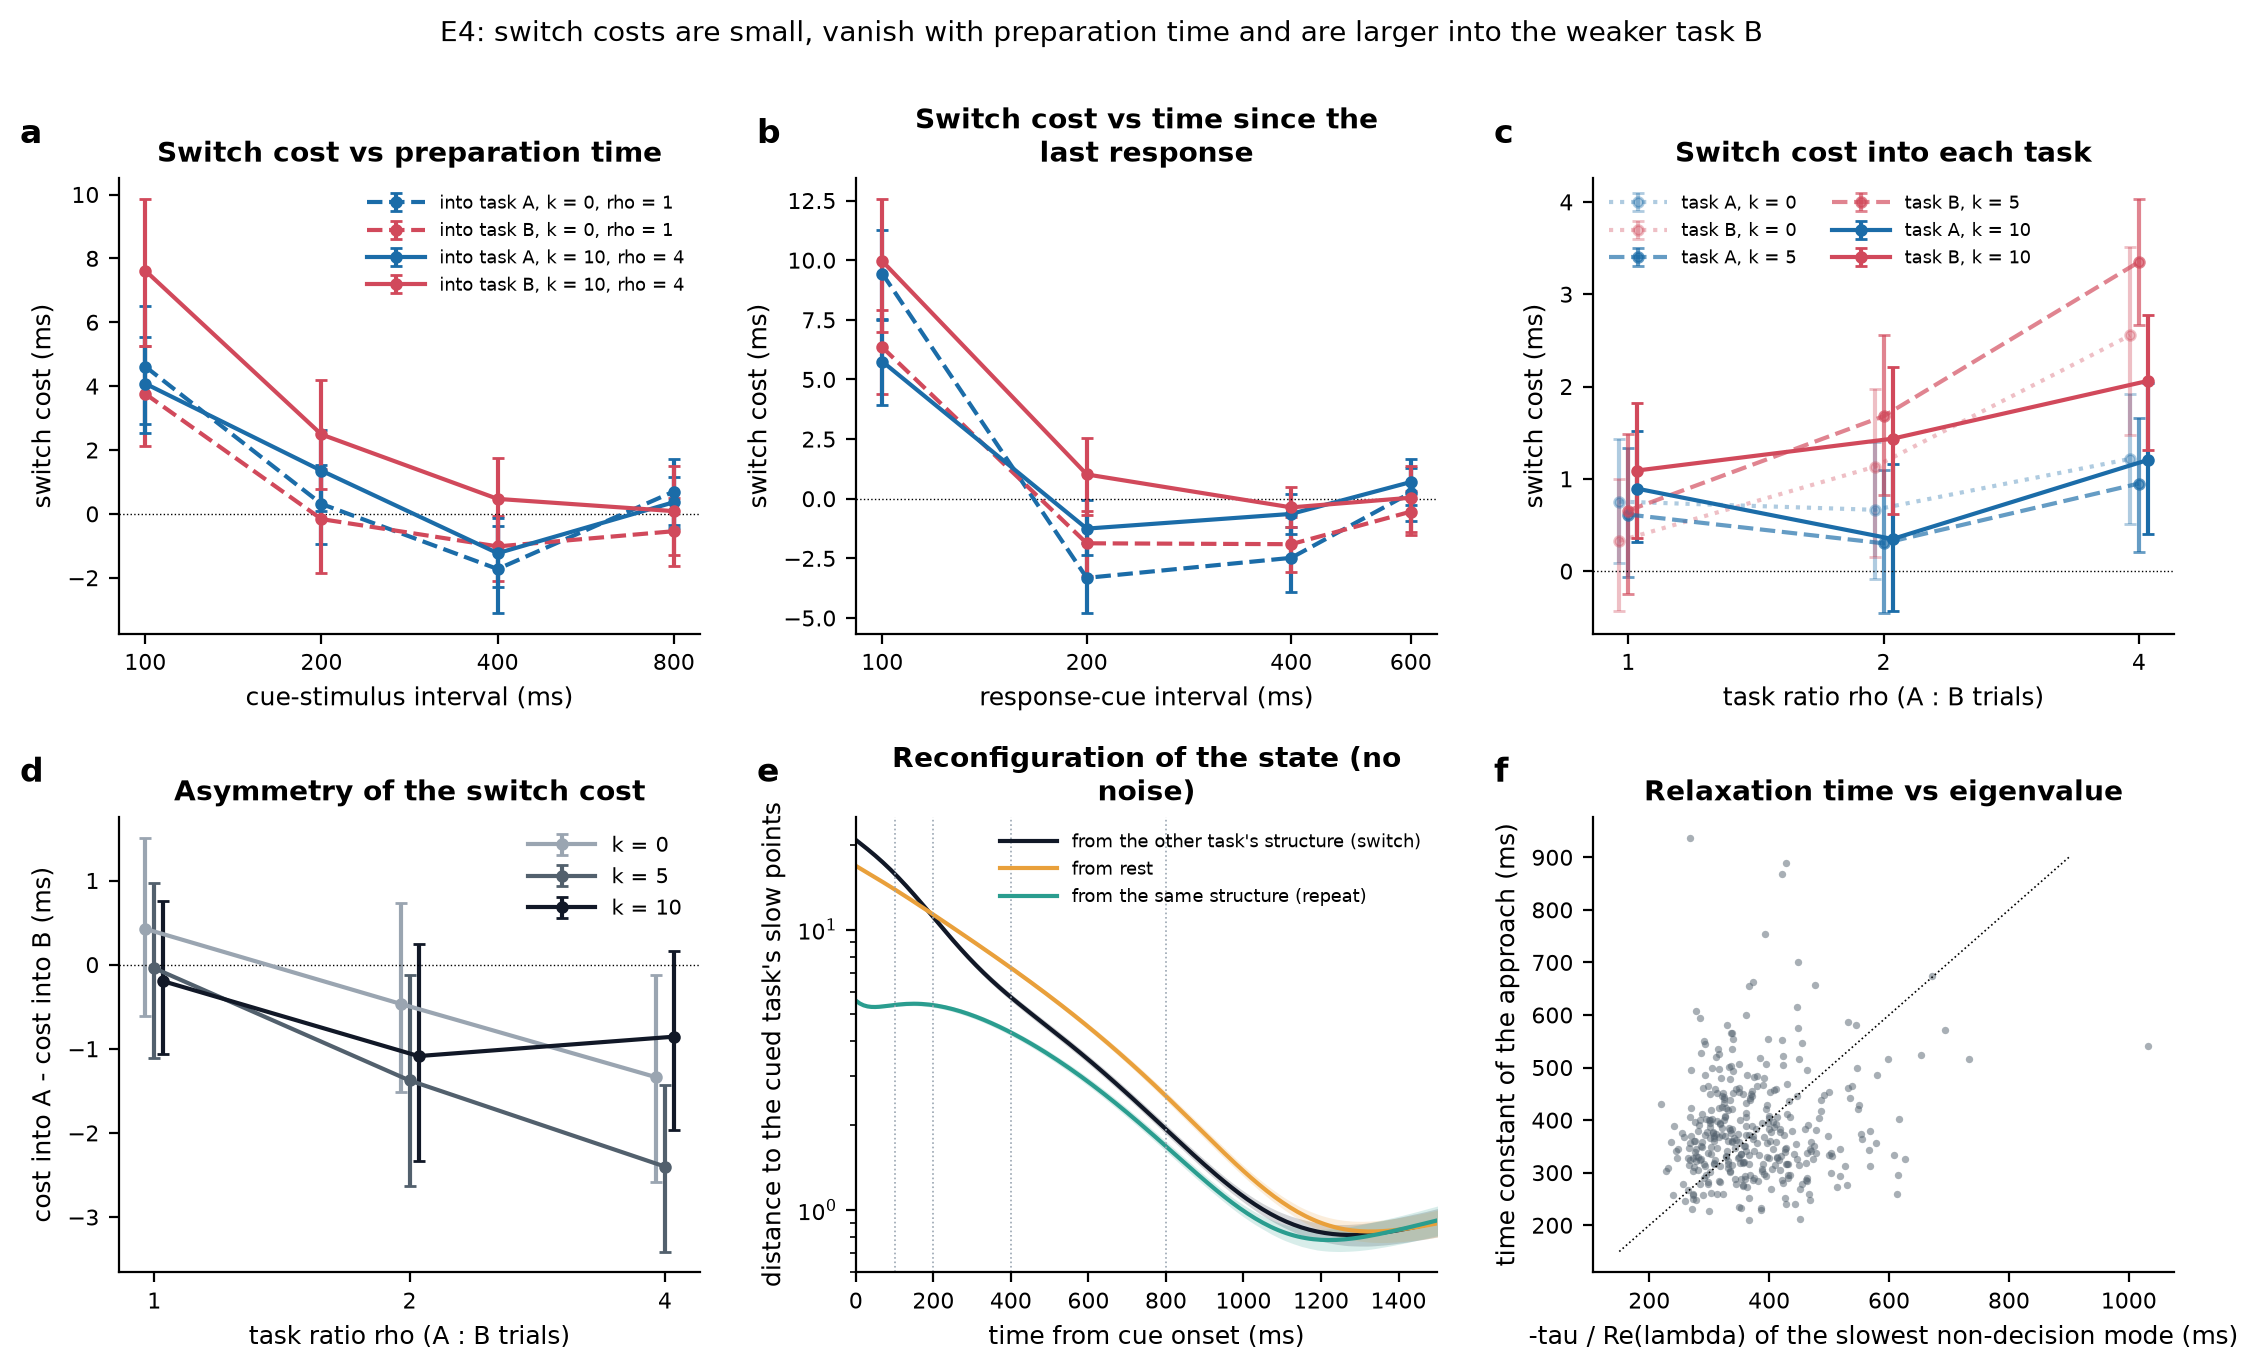 E4: switch costs are small, vanish with preparation time and are larger into the weaker task B
a
Switch cost vs preparation time
switch cost (ms)
10
8
6
4
2
0
−2
into task A, k = 0, rho = 1
into task B, k = 0, rho = 1
into task A, k = 10, rho = 4
into task B, k = 10, rho = 4
100
200
400
800
cue-stimulus interval (ms)
b
Switch cost vs time since the
last response
switch cost (ms)
12.5
10.0
7.5
5.0
2.5
0.0
−2.5
−5.0
100
200
400
600
response-cue interval (ms)
c
Switch cost into each task
switch cost (ms)
4
3
2
1
0
task A, k = 0
task B, k = 0
task A, k = 5
task B, k = 5
task A, k = 10
task B, k = 10
1
2
4
task ratio rho (A : B trials)
d
Asymmetry of the switch cost
cost into A - cost into B (ms)
1
0
−1
−2
−3
k = 0
k = 5
k = 10
1
2
4
task ratio rho (A : B trials)
e
Reconfiguration of the state (no
noise)
distance to the cued task's slow points
10¹
10⁰
from the other task's structure (switch)
from rest
from the same structure (repeat)
0
200
400
600
800
1000
1200
1400
time from cue onset (ms)
f
Relaxation time vs eigenvalue
time constant of the approach (ms)
900
800
700
600
500
400
300
200
200
400
600
800
1000
-tau / Re(lambda) of the slowest non-decision mode (ms)